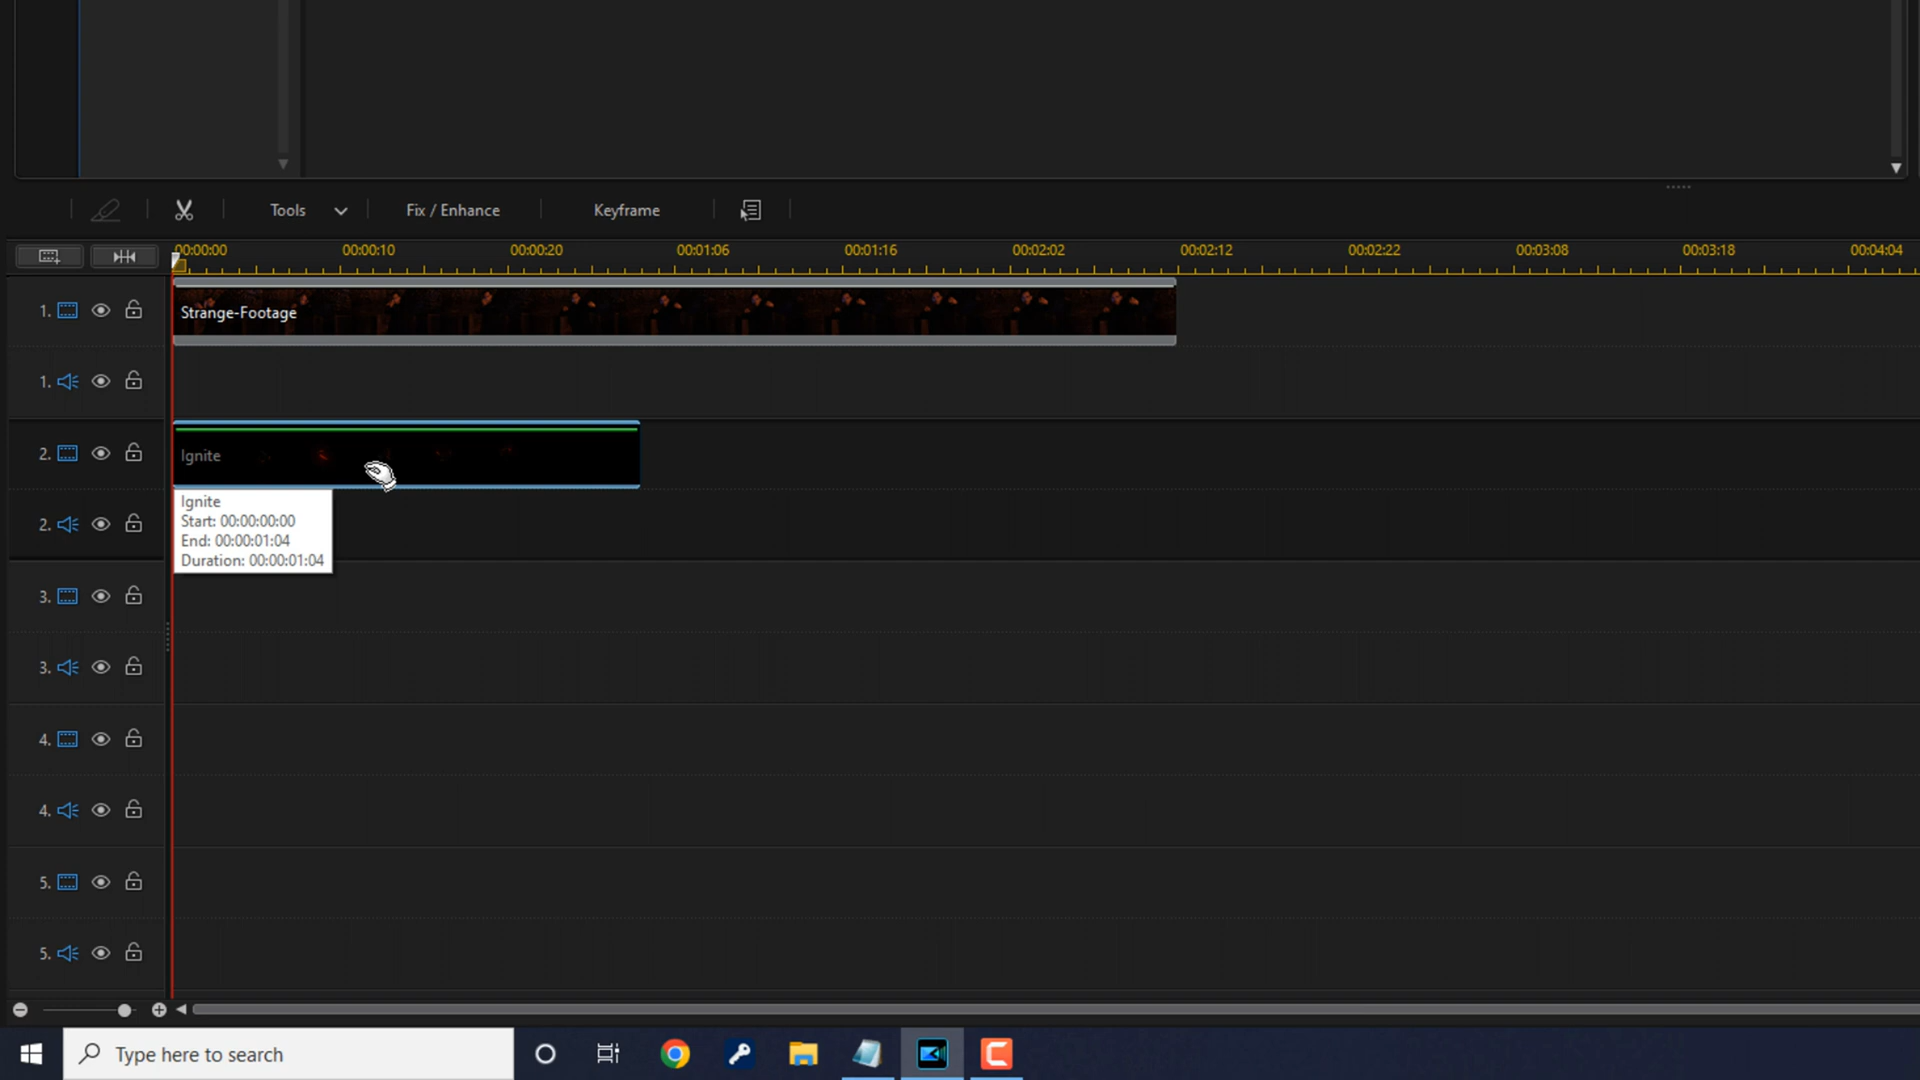 Tools
Fix / Enhance
Keyframe
00:00:00
00:00:10
00:00:20
00:01:06
00:01:16
00:02:02
00:02:12
00:02:22
00:03:08
00:03:18
00:04:04
1.
Strange-Footage
1.
2.
Ignite
Ignite
Start: 00:00:00:00
End: 00:00:01:04
Duration: 00:00:01:04
2.
3.
3.
4.
4.
5.
5.
Type here to search